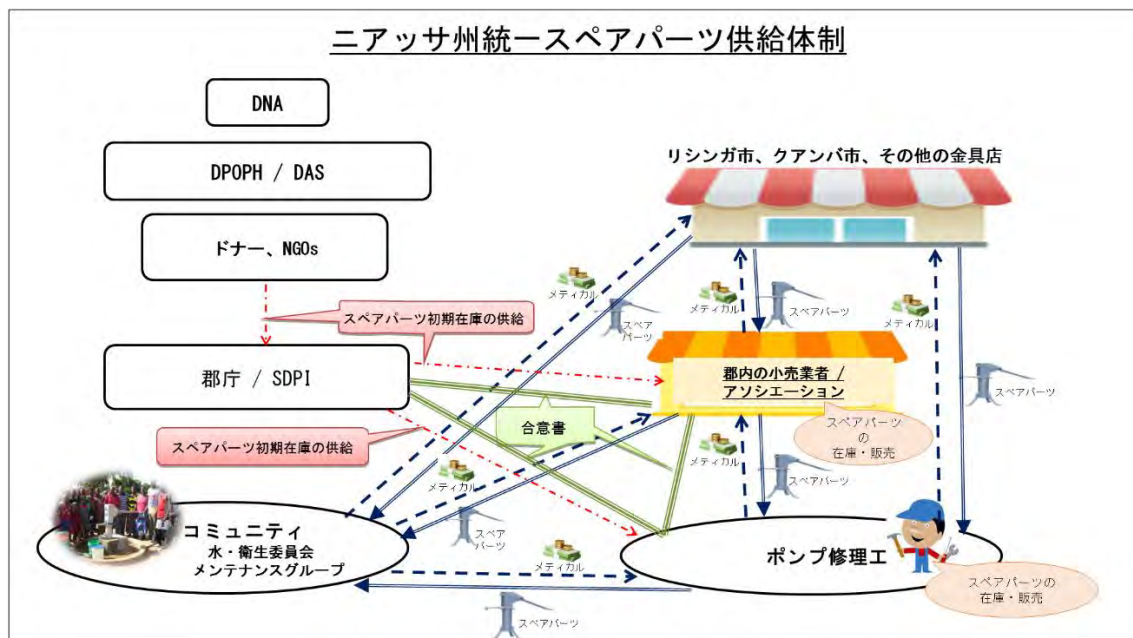 ニアッサ州統一スペアパーツ供給体制
DNA
DPOPH / DAS
ドナー、NGOs
リシンガ市、クアンバ市、その他の金具店
メティカル
スペア
パーツ
メティカル
スペアパーツ
メティカル
スペアパーツ初期在庫の供給
郡庁 / SDPI
郡内の小売業者 /
アソシエーション
スペアパーツ
スペアパーツ
の
在庫・販売
合意書
スペアパーツ初期在庫の供給
メティカル
メティカル
スペアパーツ
コミュニティ
水・衛生委員会
メンテナンスグループ
スペア
パーツ
メティカル
ポンプ修理工
スペアパーツの
在庫・販売
スペアパーツ